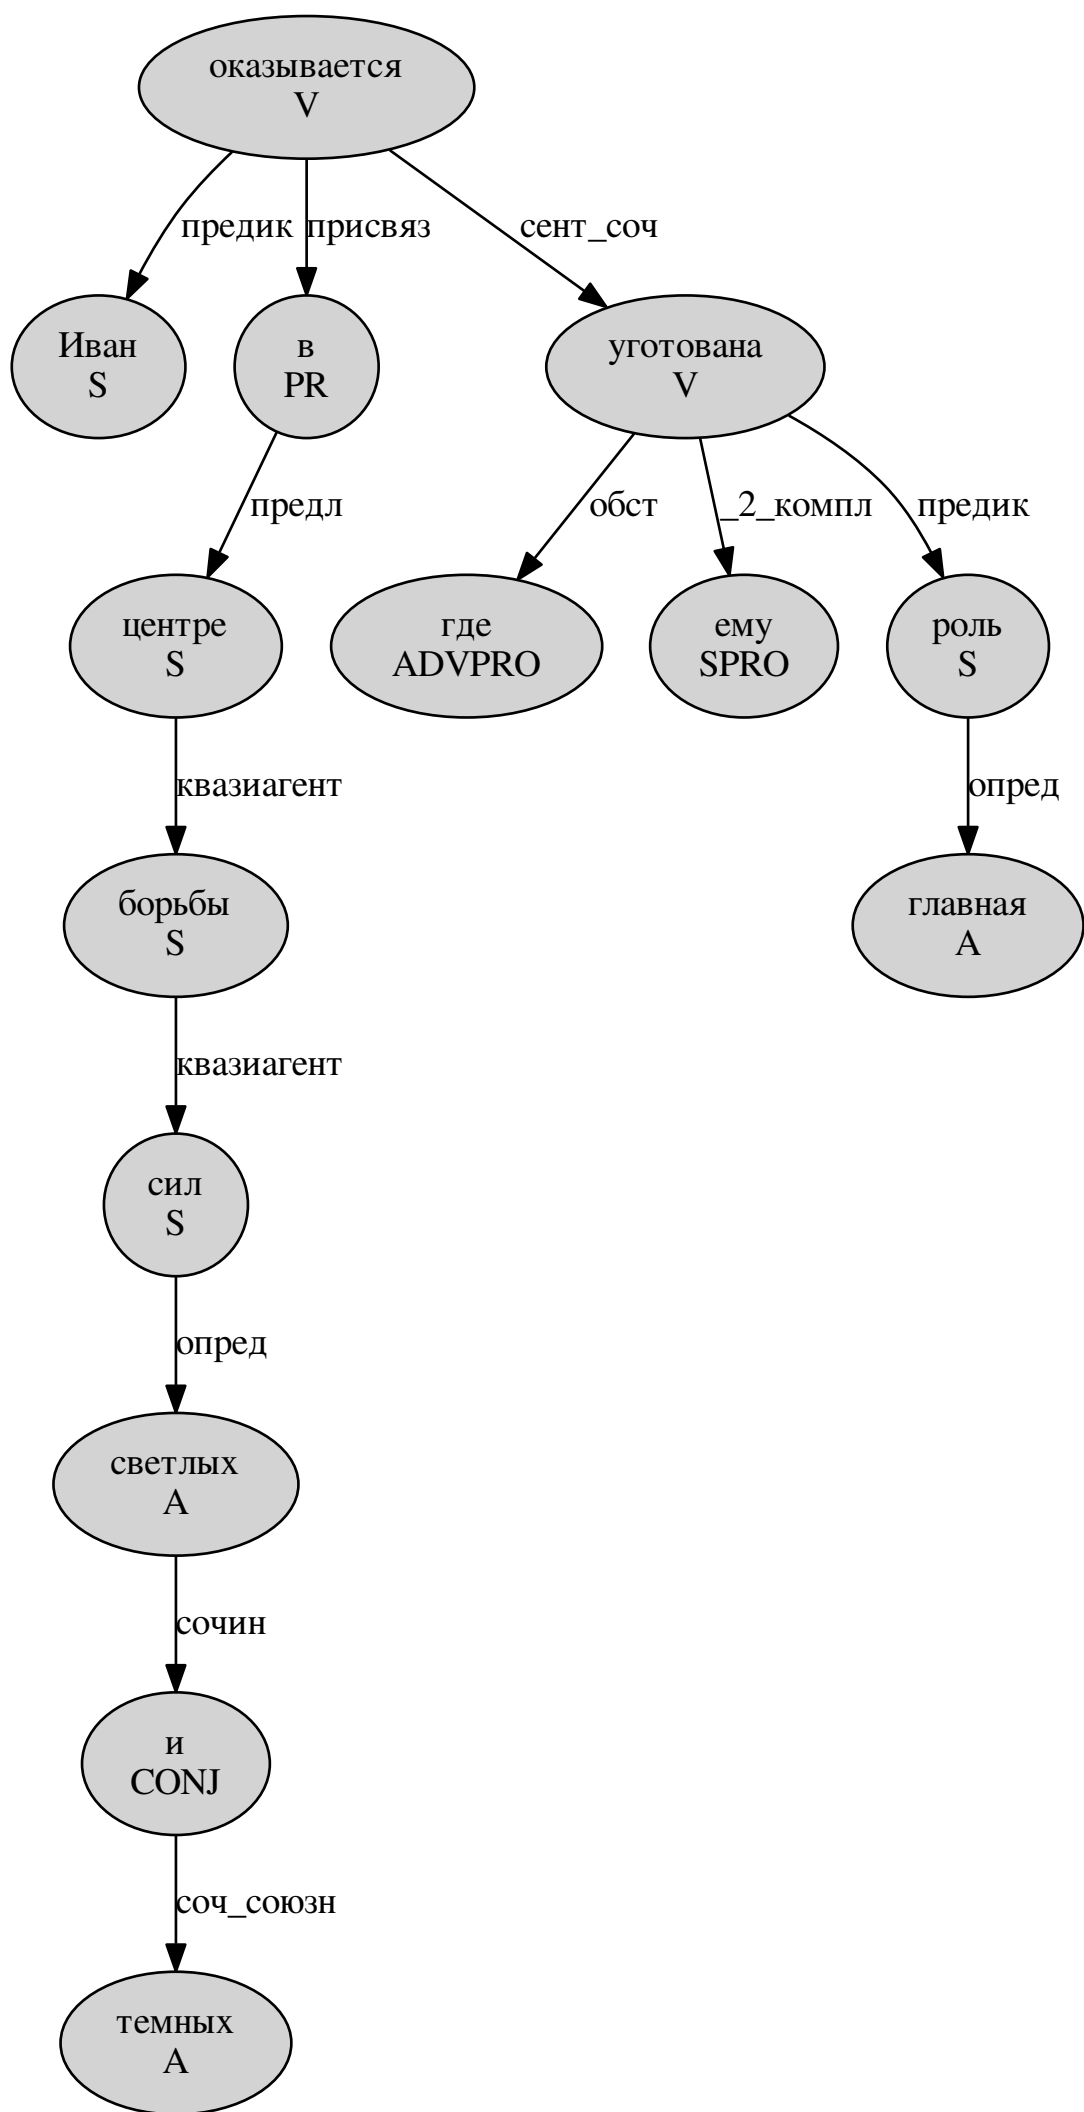 оказывается
V
предик
присвяз
сент_соч
Иван
S
в
PR
уготована
V
предл
обст
_2_компл
предик
центре
S
где
ADVPRO
ему
SPRO
роль
S
квазиагент
опред
борьбы
S
главная
A
квазиагент
сил
S
опред
светлых
A
сочин
и
CONJ
соч_союзн
темных
A